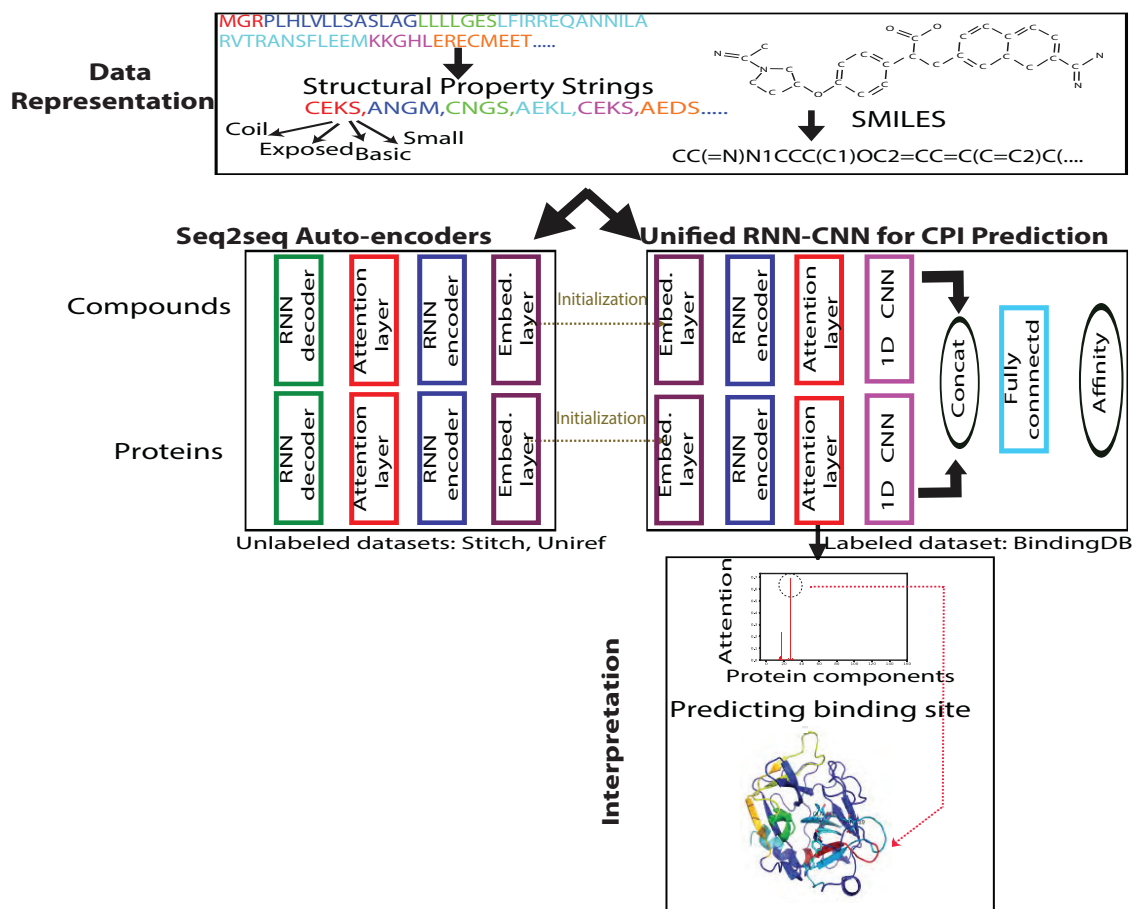 MGRPLHLVLLSASLAGLLLLGESLFIRREQANNILA
RVTRANSFLEEMKKGHLERECMEET.....
Data
Representation
Structural Property Strings
CEKS,ANGM,CNGS,AEKL,CEKS,AEDS.....
Coil
Exposed
Basic
Small
SMILES
CC(=N)N1CCC(C1)OC2=CC=C(C=C2)C(....
Seq2seq Auto-encoders
Unified RNN-CNN for CPI Prediction
Compounds
RNN
decoder
Attention
layer
RNN
encoder
Embed.
layer
Initialization
Embed.
layer
RNN
encoder
Attention
layer
1D CNN
Proteins
RNN
decoder
Attention
layer
RNN
encoder
Embed.
layer
Initialization
Embed.
layer
RNN
encoder
Attention
layer
1D CNN
Concat
Fully
connnectd
Affinity
Unlabeled datasets: Stitch, Uniref
Labeled dataset: BindingDB
Interpretation
Attention
Protein components
Predicting binding site